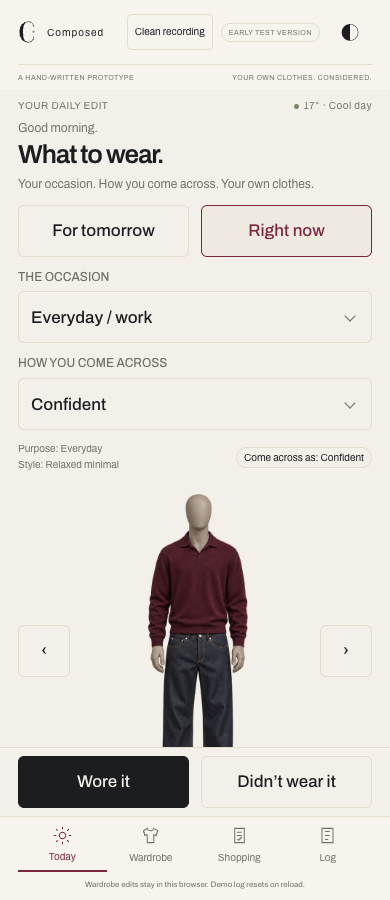 C Composed
Clean recording
EARLY TEST VERSION
A HAND-WRITTEN PROTOTYPE
YOUR OWN CLOTHES. CONSIDERED.
YOUR DAILY EDIT
17° · Cool day
Good morning.
What to wear.
Your occasion. How you come across. Your own clothes.
For tomorrow
Right now
THE OCCASION
Everyday / work
HOW YOU COME ACROSS
Confident
Purpose: Everyday
Style: Relaxed minimal
Come across as: Confident
‹
›
Wore it
Didn’t wear it
Today
Wardrobe
Shopping
Log
Wardrobe edits stay in this browser. Demo log resets on reload.